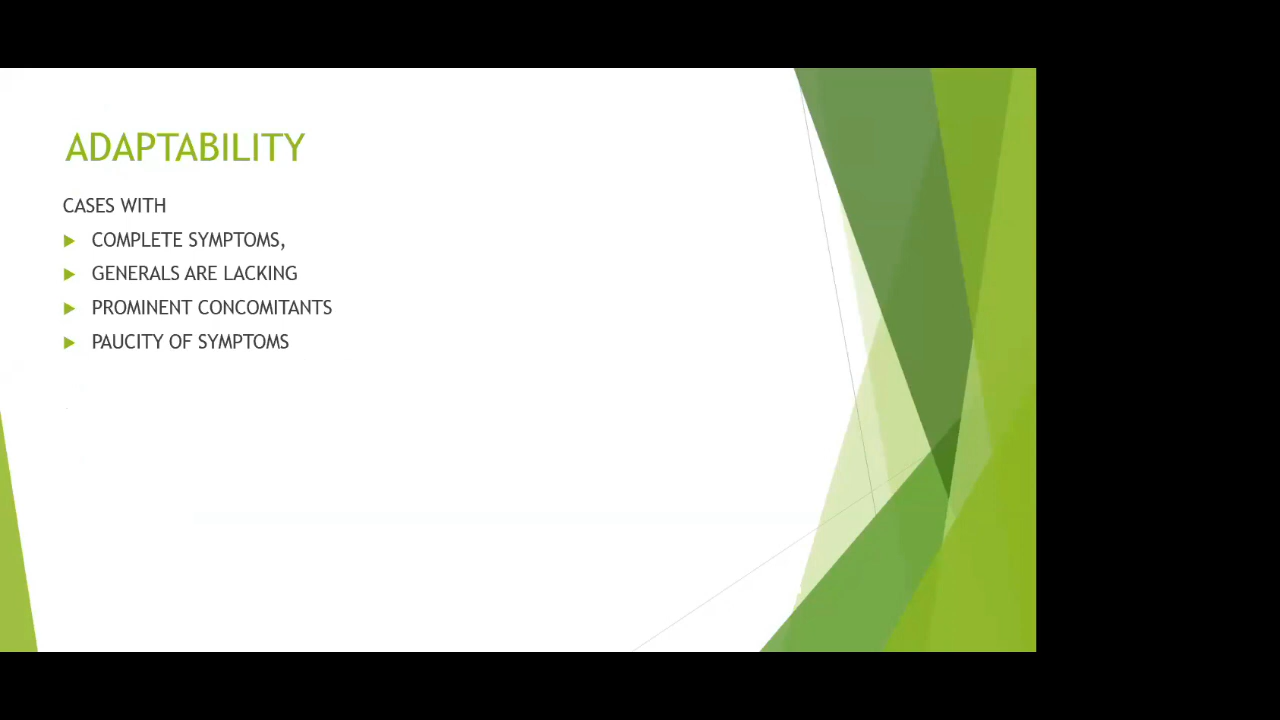 ADAPTABILITY
CASES WITH
COMPLETE SYMPTOMS,
GENERALS ARE LACKING
PROMINENT CONCOMITANTS
PAUCITY OF SYMPTOMS